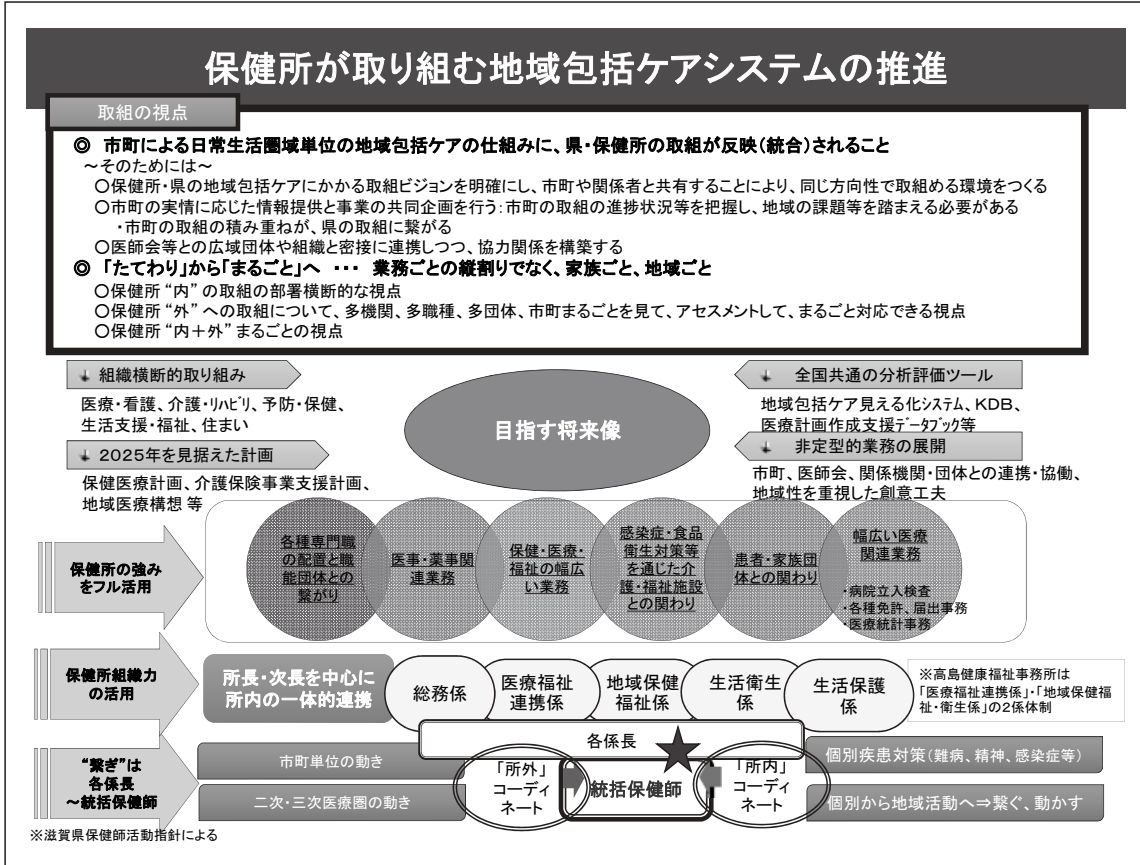 保健所が取り組む地域包括ケアシステムの推進
取組の視点
◎ 市町による日常生活圏域単位の地域包括ケアの仕組みに、県・保健所の取組が反映(統合)されること
～そのためには～
○保健所・県の地域包括ケアにかかる取組ビジョンを明確にし、市町や関係者と共有することにより、同じ方向性で取組める環境をつくる
○市町の実情に応じた情報提供と事業の共同企画を行う：市町の取組の進捗状況等を把握し、地域の課題等を踏まえる必要がある
・市町の取組の積み重ねが、県の取組に繋がる
○医師会等との広域団体や組織と密接に連携しつつ、協力関係を構築する
◎ 「たてわり」から「まるごと」へ ・・・ 業務ごとの縦割りでなく、家族ごと、地域ごと
○保健所“内”の取組の部署横断的な視点
○保健所“外”への取組について、多機関、多職種、多団体、市町まるごとを見て、アセスメントして、まるごと対応できる視点
○保健所“内＋外”まるごとの視点
組織横断的取り組み
医療・看護、介護・リハビリ、予防・保健、
生活支援・福祉、住まい
2025年を見据えた計画
保健医療計画、介護保険事業支援計画、
地域医療構想 等
目指す将来像
全国共通の分析評価ツール
地域包括ケア見える化システム、KDB、
医療計画作成支援データブック等
非定型的業務の展開
市町、医師会、関係機関・団体との連携・協働、
地域性を重視した創意工夫
保健所の強み
をフル活用
各種専門職
の配置と職
能団体との
繋がり
医事・薬事関
連業務
保健・医療・
福祉の幅広
い業務
感染症・食品
衛生対策等
を通じた介
護・福祉施設
との関わり
患者・家族団
体との関わり
幅広い医療
関連業務
・病院立入検査
・各種免許、届出事務
・医療統計事務
保健所組織力
の活用
所長・次長を中心に
所内の一体的連携
総務係
医療福祉
連携係
地域保健
福祉係
生活衛生
係
生活保護
係
※高島健康福祉事務所は
「医療福祉連携係」・「地域保健福
祉・衛生係」の2係体制
“繋ぎ”は
各係長
～統括保健師
各係長
市町単位の動き
二次・三次医療圏の動き
「所外」
コーディ
ネート
統括保健師
「所内」
コーディ
ネート
個別疾患対策(難病、精神、感染症等)
個別から地域活動へ⇒繋ぐ、動かす
※滋賀県保健師活動指針による